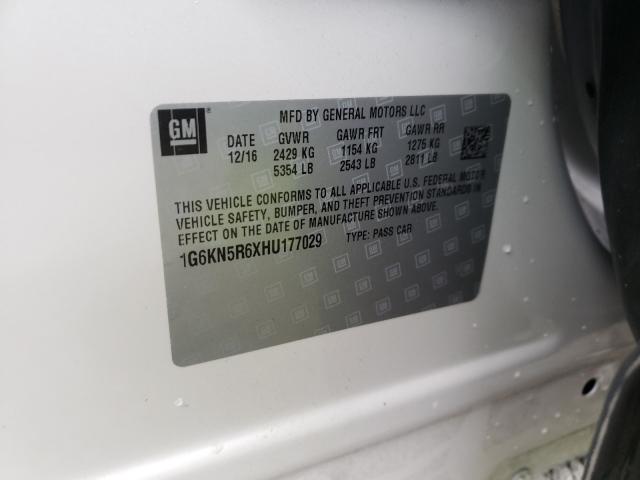 GM
MFD BY GENERAL MOTORS LLC
DATE GVWR GAWR FRT GAWR RR
12/16 2429 KG 1154 KG 1275 KG
5354 LB 2543 LB 2811 LB
THIS VEHICLE CONFORMS TO ALL APPLICABLE U.S. FEDERAL MOTOR
VEHICLE SAFETY, BUMPER, AND THEFT PREVENTION STANDARDS IN
EFFECT ON THE DATE OF MANUFACTURE SHOWN ABOVE.
1G6KN5R6XHU177029 TYPE: PASS CAR